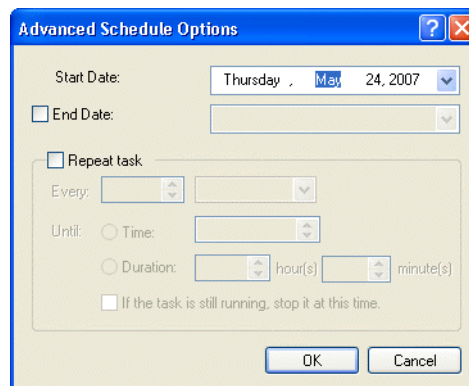 Advanced Schedule Options
Start Date: Thursday , May 24, 2007
End Date:
Repeat task
Every:
Until: Time:
Duration: hour(s) minute(s)
If the task is still running, stop it at this time.
OK Cancel